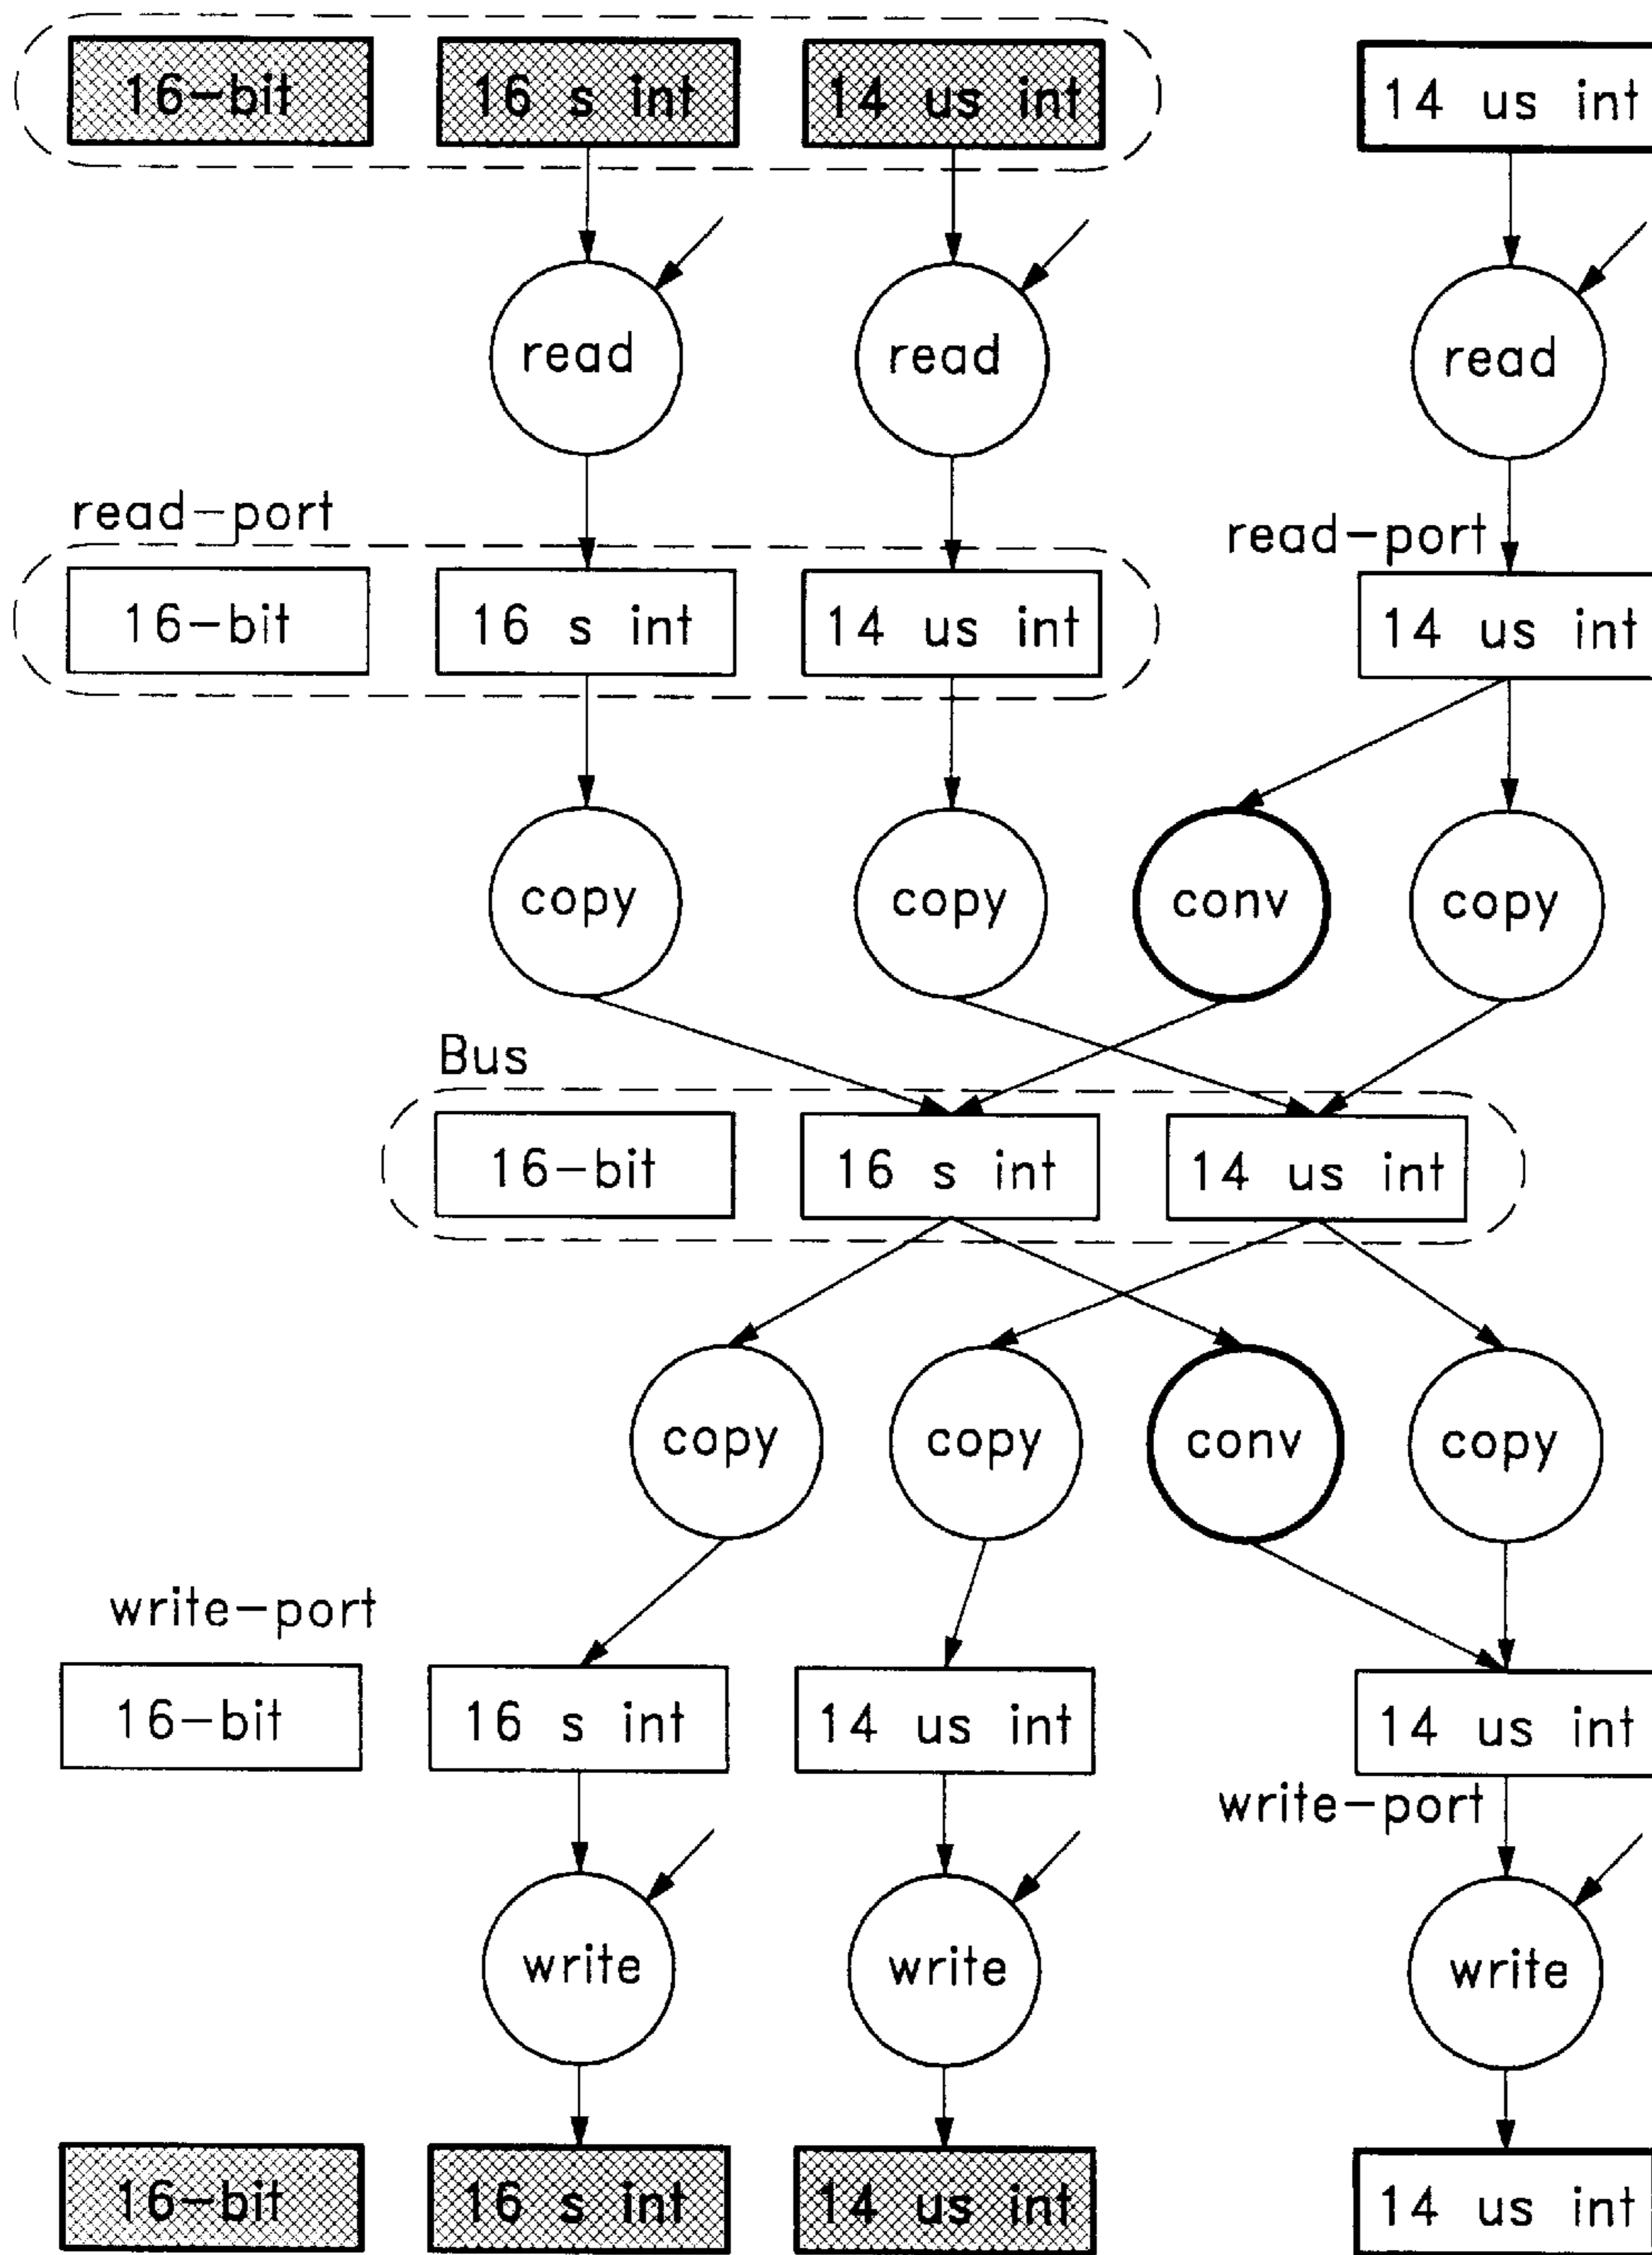 16-bit 16 s int 14 us int 14 us int
read read read
read-port
read-port
16-bit 16 s int 14 us int 14 us int
copy copy conv copy
Bus
16-bit 16 s int 14 us int
copy copy conv copy
write-port
16-bit 16 s int 14 us int 14 us int
write-port
write write write
16-bit 16 s int 14 us int 14 us int